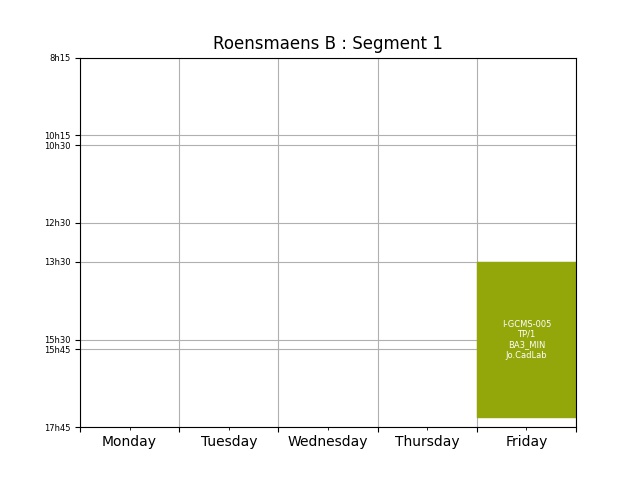 Roensmaens B : Segment 1
8h15
10h15
10h30
12h30
13h30
15h30
15h45
17h45
I-GCMS-005
TP/1
BA3_MIN
Jo.CadLab
Monday Tuesday Wednesday Thursday Friday